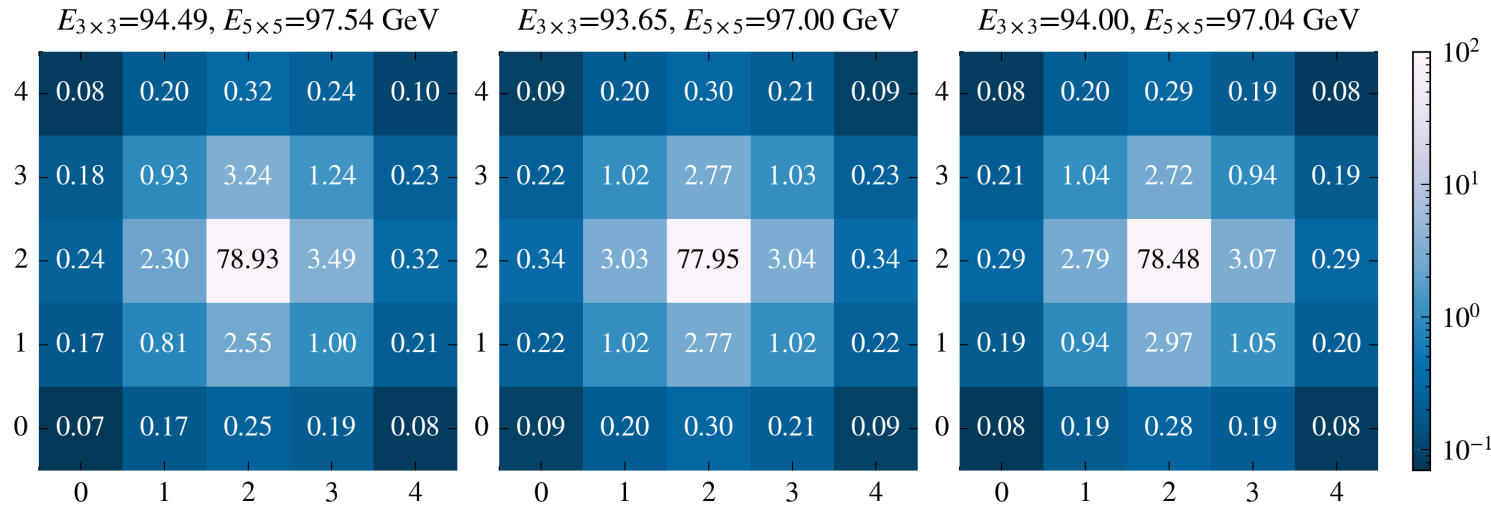 E3×3=94.49, E5×5=97.54 GeV
E3×3=93.65, E5×5=97.00 GeV
E3×3=94.00, E5×5=97.04 GeV
4 0.08 0.20 0.32 0.24 0.10
3 0.18 0.93 3.24 1.24 0.23
2 0.24 2.30 78.93 3.49 0.32
1 0.17 0.81 2.55 1.00 0.21
0 0.07 0.17 0.25 0.19 0.08
0 1 2 3 4
4 0.09 0.20 0.30 0.21 0.09
3 0.22 1.02 2.77 1.03 0.23
2 0.34 3.03 77.95 3.04 0.34
1 0.22 1.02 2.77 1.02 0.22
0 0.09 0.20 0.30 0.21 0.09
0 1 2 3 4
4 0.08 0.20 0.29 0.19 0.08
3 0.21 1.04 2.72 0.94 0.19
2 0.29 2.79 78.48 3.07 0.29
1 0.19 0.94 2.97 1.05 0.20
0 0.08 0.19 0.28 0.19 0.08
0 1 2 3 4
10²
10¹
10⁰
10⁻¹